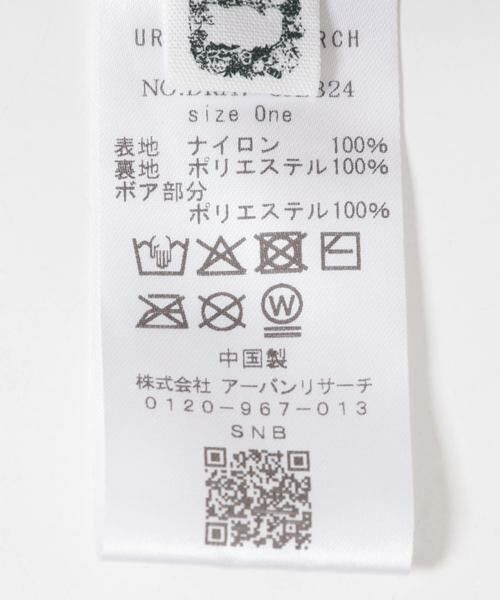 UR RCH
size One
表地 ナイロン 100%
裏地 ポリエステル100%
ボア部分
ポリエステル100%
W
中国製
株式会社 アーバンリサーチ
0120-967-013
SNB